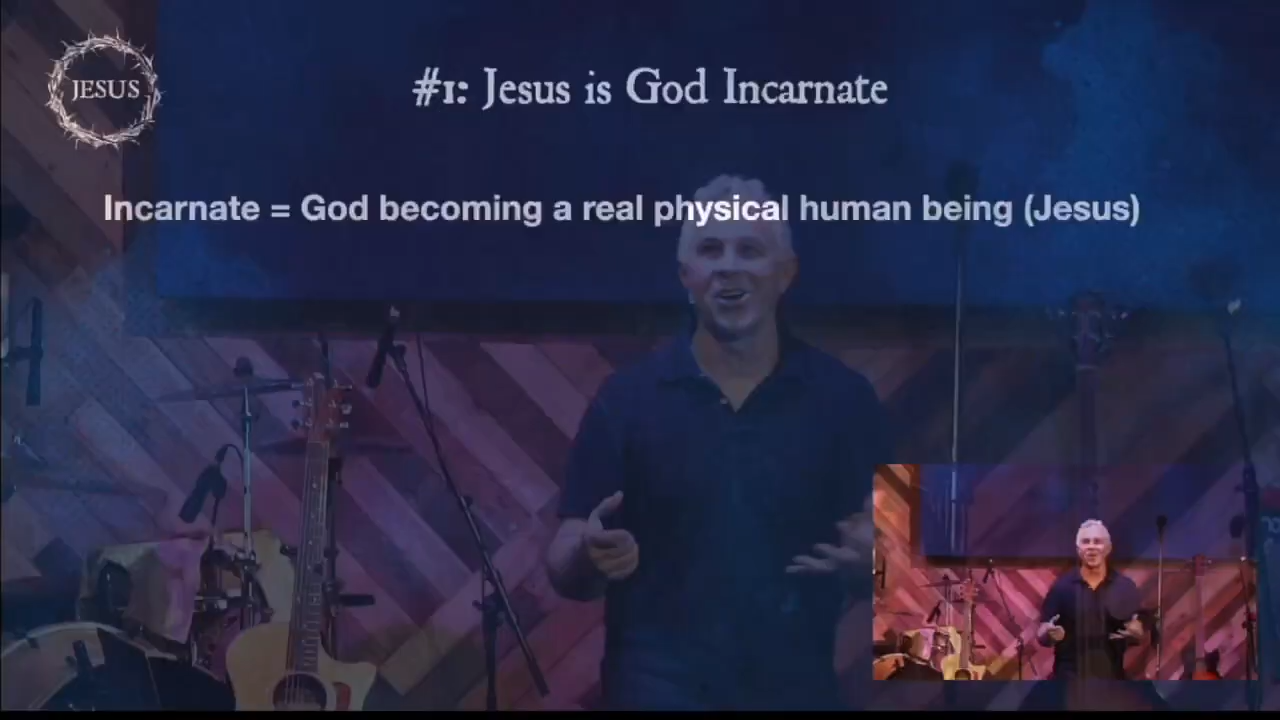 JESUS
#1: Jesus is God Incarnate
Incarnate = God becoming a real physical human being (Jesus)